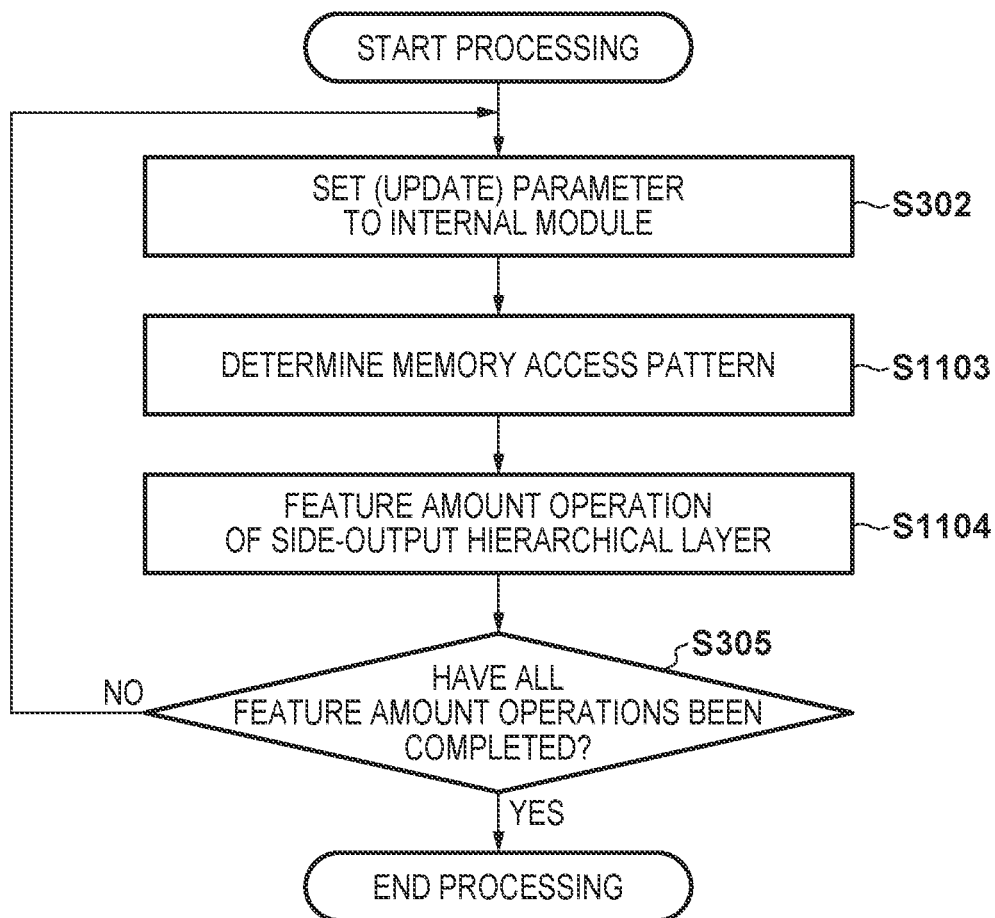 START PROCESSING
SET (UPDATE) PARAMETER
TO INTERNAL MODULE
S302
DETERMINE MEMORY ACCESS PATTERN
S1103
FEATURE AMOUNT OPERATION
OF SIDE-OUTPUT HIERARCHICAL LAYER
S1104
S305
HAVE ALL
FEATURE AMOUNT OPERATIONS BEEN
COMPLETED?
NO
YES
END PROCESSING